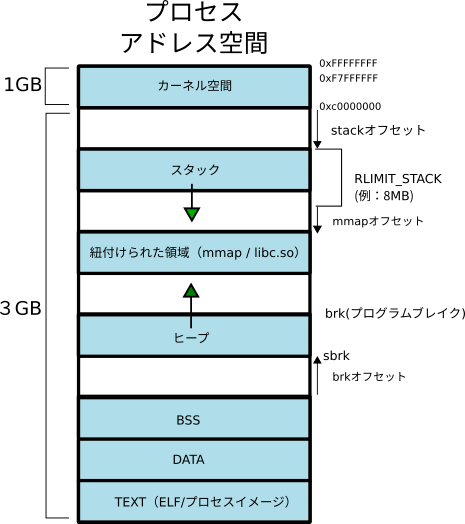 プロセス
アドレス空間
0xFFFFFFFF
0xF7FFFFFF
1GB
カーネル空間
0xc0000000
stackオフセット
スタック
RLIMIT_STACK
(例：8MB)
mmapオフセット
紐付けられた領域（mmap / libc.so）
3 GB
brk(プログラムブレイク)
ヒープ
sbrk
brkオフセット
BSS
DATA
TEXT（ELF/プロセスイメージ）